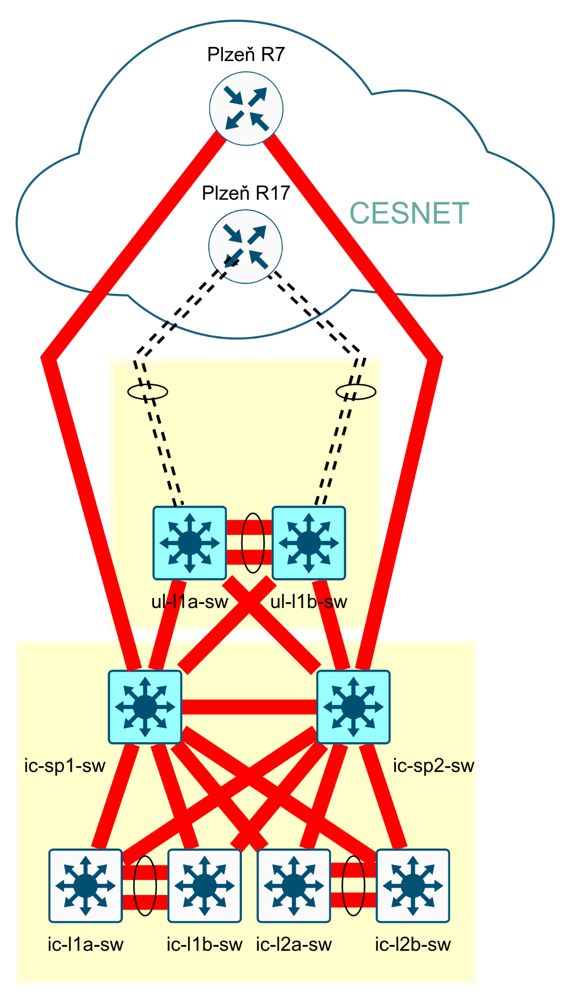 Plzeň R7
Plzeň R17
CESNET
ul-l1a-sw
ul-l1b-sw
ic-sp1-sw
ic-sp2-sw
ic-l1a-sw
ic-l1b-sw
ic-l2a-sw
ic-l2b-sw